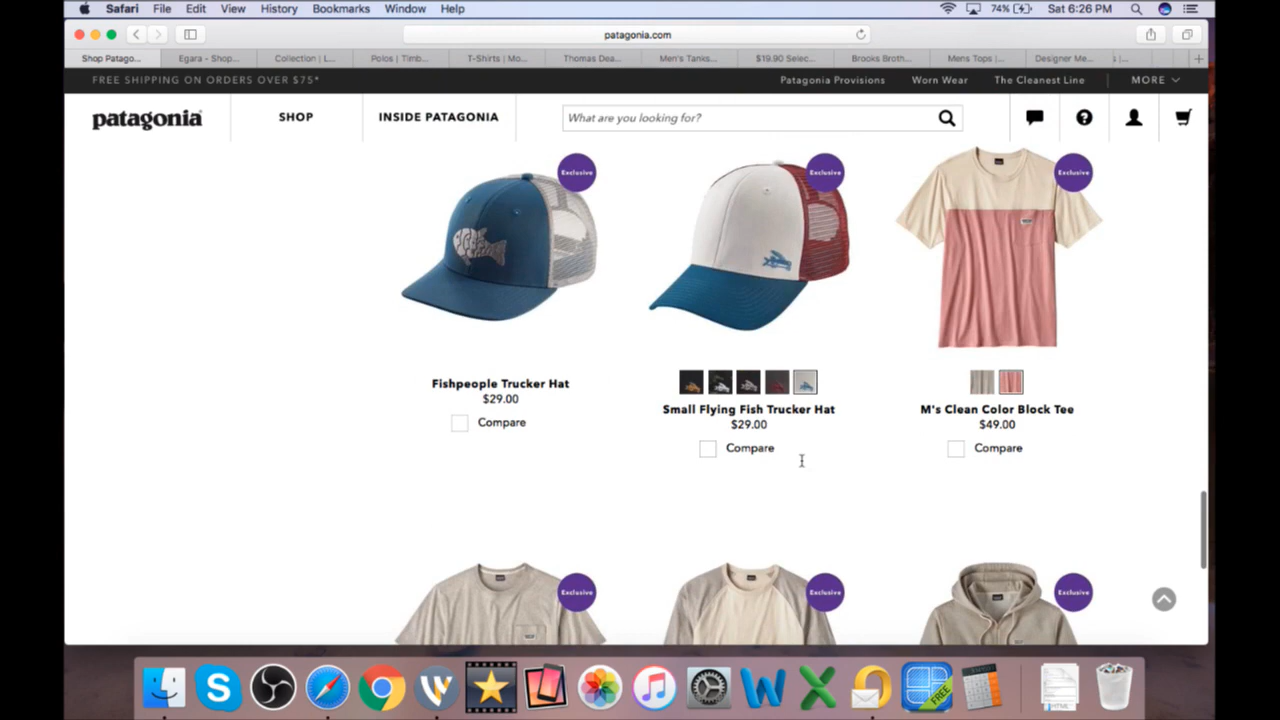 Safari File Edit View History Bookmarks Window Help 74% Sat 6:26 PM
patagonia.com
Shop Patago... Egara - Shop... Collection | L... Polos | Timb... T-Shirts | Mo... Thomas Dea... Men's Tanks... $19.90 Selec... Brooks Broth... Mens Tops |... Designer Me...
FREE SHIPPING ON ORDERS OVER $75* Patagonia Provisions Worn Wear The Cleanest Line MORE
patagonia SHOP INSIDE PATAGONIA What are you looking for?
Exclusive Exclusive Exclusive
Fishpeople Trucker Hat
$29.00
Compare
Small Flying Fish Trucker Hat
$29.00
Compare
M's Clean Color Block Tee
$49.00
Compare
Exclusive Exclusive Exclusive
FREE
HTML